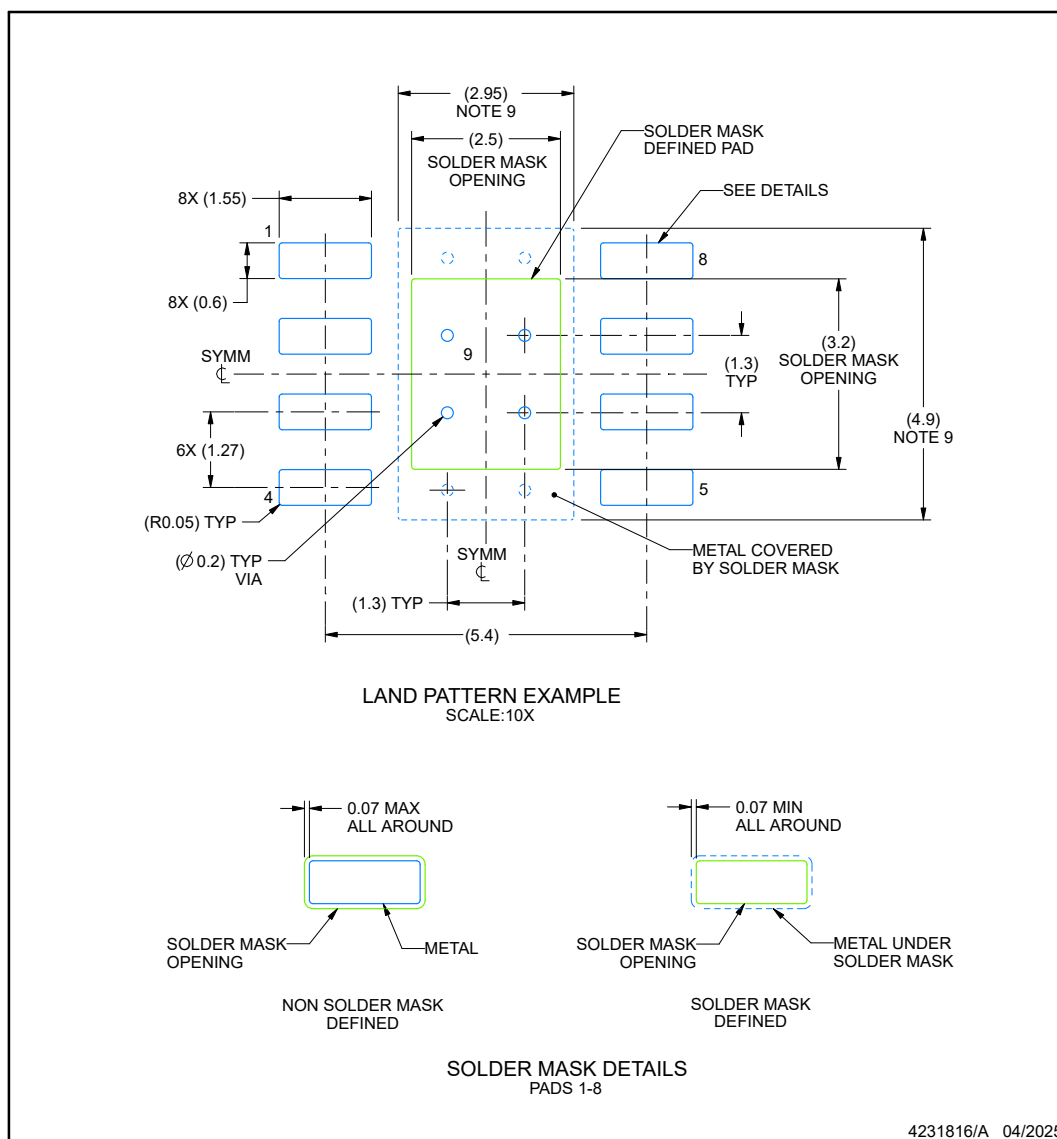 (2.95)
NOTE 9
(2.5)
SOLDER MASK
OPENING
SOLDER MASK
DEFINED PAD
SEE DETAILS
8X (1.55)
1
8
8X (0.6)
SYMM
℄
9
(1.3)
TYP
(3.2)
SOLDER MASK
OPENING
(4.9)
NOTE 9
6X (1.27)
4
5
(R0.05) TYP
(Ø 0.2) TYP
VIA
SYMM
℄
METAL COVERED
BY SOLDER MASK
(1.3) TYP
(5.4)
LAND PATTERN EXAMPLE
SCALE:10X
0.07 MAX
ALL AROUND
SOLDER MASK
OPENING
METAL
NON SOLDER MASK
DEFINED
0.07 MIN
ALL AROUND
SOLDER MASK
OPENING
METAL UNDER
SOLDER MASK
SOLDER MASK
DEFINED
SOLDER MASK DETAILS
PADS 1-8
4231816/A 04/2025